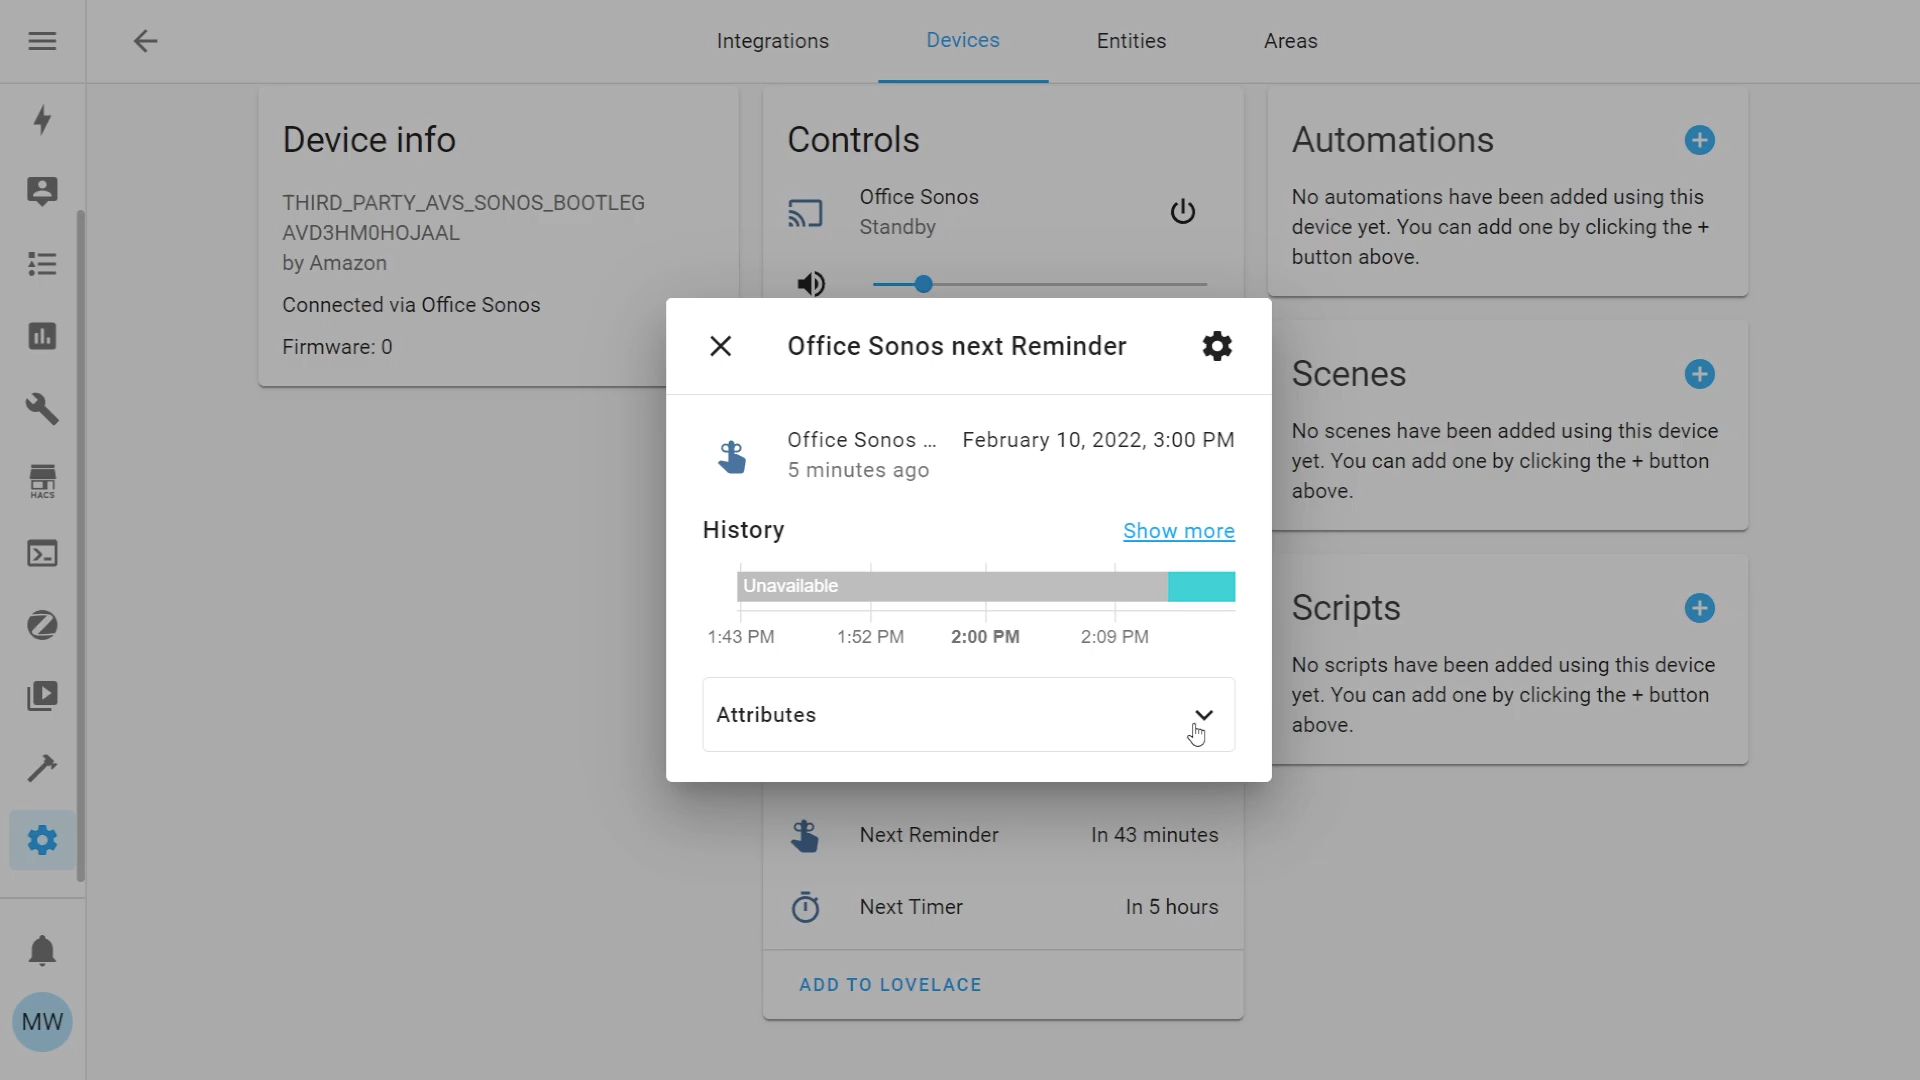 Integrations
Devices
Entities
Areas
Device info
THIRD_PARTY_AVS_SONOS_BOOTLEG
AVD3HM0HOJAAL
by Amazon
Connected via Office Sonos
Firmware: 0
Controls
Office Sonos
Standby
Automations
No automations have been added using this
device yet. You can add one by clicking the +
button above.
Office Sonos next Reminder
Office Sonos ... February 10, 2022, 3:00 PM
5 minutes ago
History
Show more
Unavailable
1:43 PM 1:52 PM 2:00 PM 2:09 PM
Attributes
Scenes
No scenes have been added using this device
yet. You can add one by clicking the + button
above.
Scripts
No scripts have been added using this device
yet. You can add one by clicking the + button
above.
Next Reminder In 43 minutes
Next Timer In 5 hours
ADD TO LOVELACE
HACS
MW